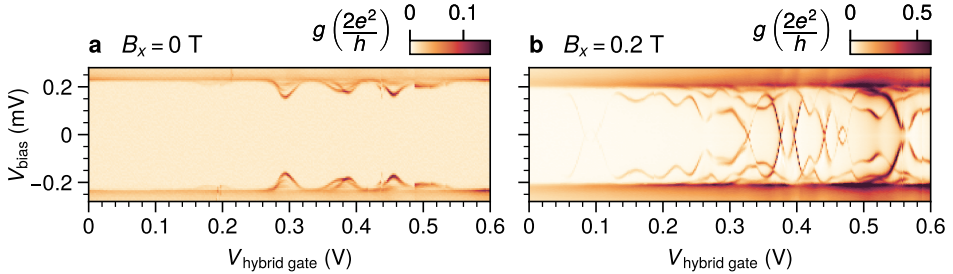 a B_x = 0 T g (2e²/h) 0 0.1
0.2
0
−0.2
V_bias (mV)
0 0.1 0.2 0.3 0.4 0.5 0.6
V_hybrid gate (V)
b B_x = 0.2 T g (2e²/h) 0 0.5
0 0.1 0.2 0.3 0.4 0.5 0.6
V_hybrid gate (V)